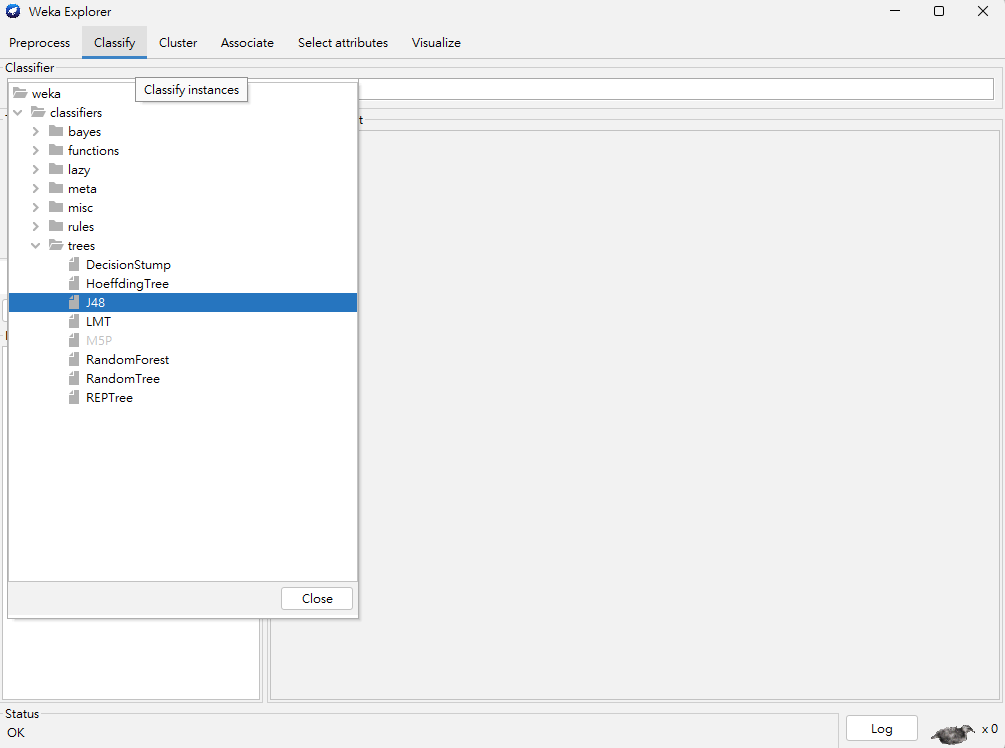 Weka Explorer
Preprocess Classify Cluster Associate Select attributes Visualize
Classifier
Classify instances
weka
classifiers
bayes
functions
lazy
meta
misc
rules
trees
DecisionStump
HoeffdingTree
J48
LMT
M5P
RandomForest
RandomTree
REPTree
Close
Status
OK
Log
x 0